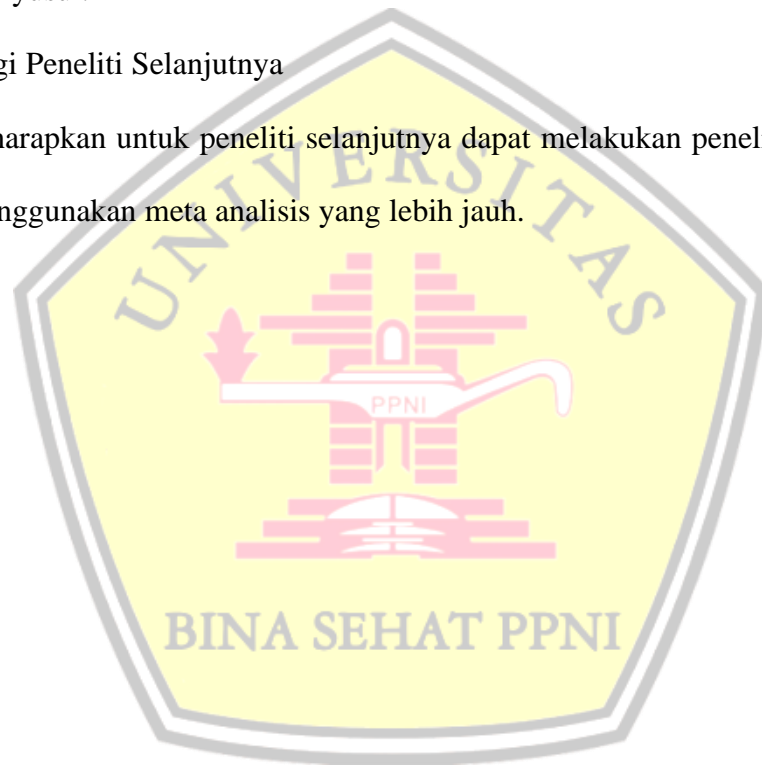 gi Peneliti Selanjutnya
harapkan untuk peneliti selanjutnya dapat melakukan penel
nggunakan meta analisis yang lebih jauh.
UNIVERSITAS
PPNI
BINA SEHAT PPNI